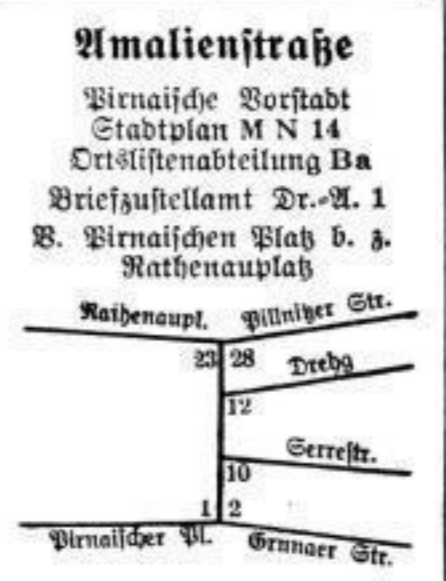 Amalienstraße
Pirnaische Vorstadt
Stadtplan M N 14
Ortslistenabteilung Ba
Briefzustellamt Dr.-A. 1
V. Pirnaischen Platz b. z.
Rathenauplatz
Rathenaupl. Pillnitzer Str.
23 28 Drehg
12
Serrestr.
10
1 2
Pirnaischer Pl. Grunaer Str.